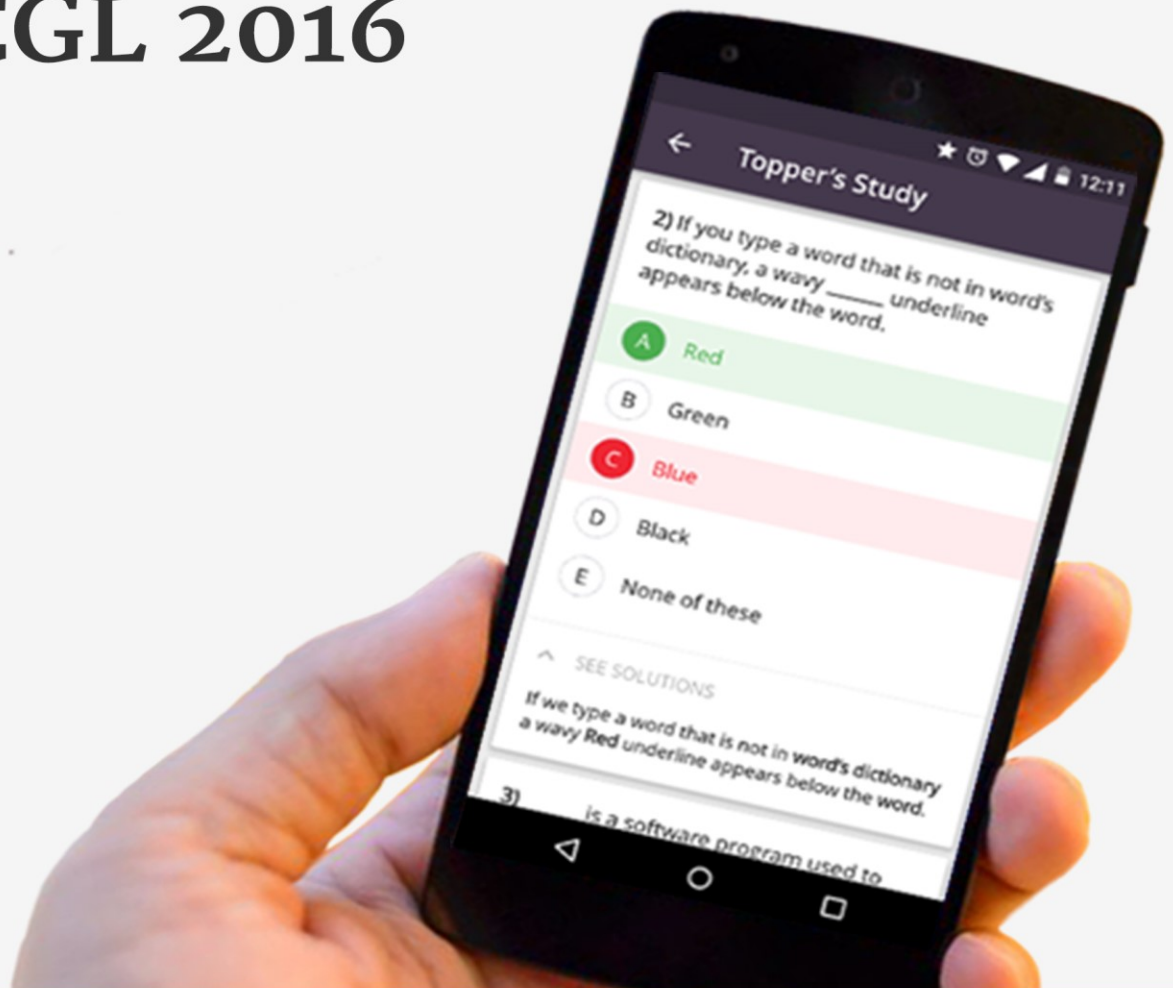 EGL 2016
12:11
Topper's Study
2) If you type a word that is not in word's
dictionary, a wavy ______ underline
appears below the word.
A Red
B Green
C Blue
D Black
E None of these
SEE SOLUTIONS
If we type a word that is not in word's dictionary
a wavy Red underline appears below the word.
3)
______ is a software program used to